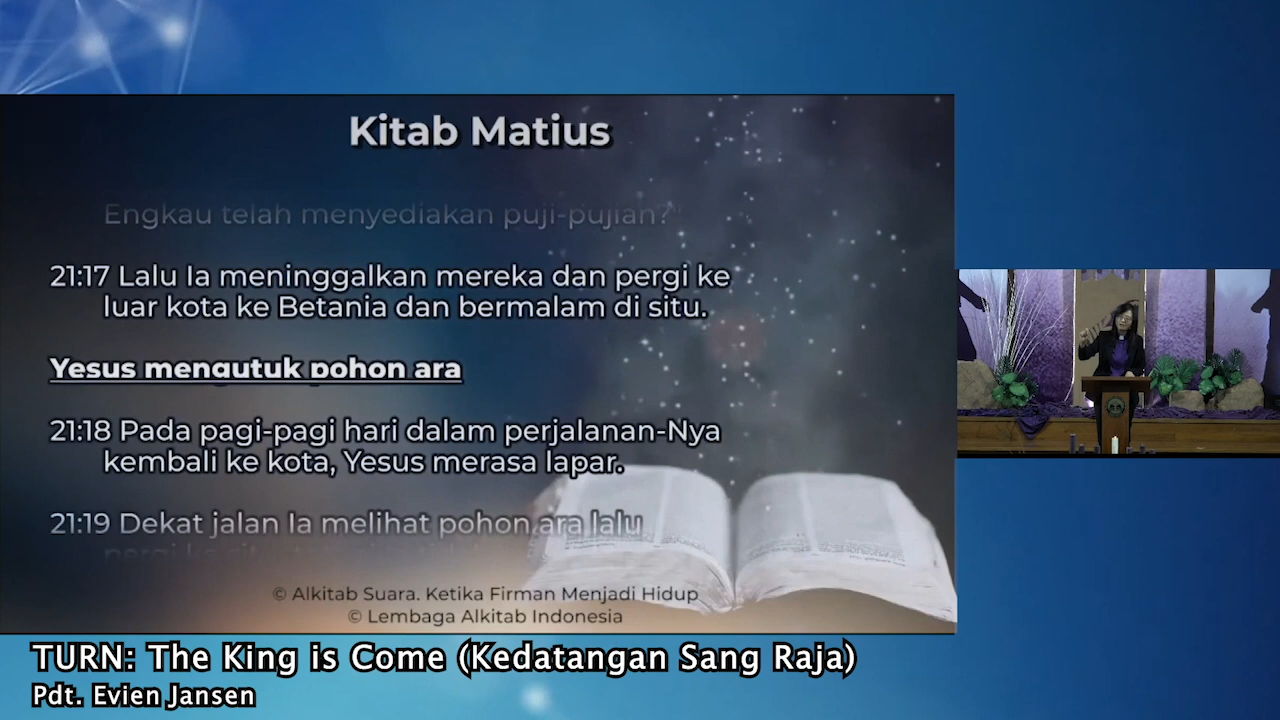 Kitab Matius
Engkau telah menyediakan puji-pujian?"
21:17 Lalu Ia meninggalkan mereka dan pergi ke
luar kota ke Betania dan bermalam di situ.
Yesus mengutuk pohon ara
21:18 Pada pagi-pagi hari dalam perjalanan-Nya
kembali ke kota, Yesus merasa lapar.
21:19 Dekat jalan Ia melihat pohon ara lalu
© Alkitab Suara. Ketika Firman Menjadi Hidup
© Lembaga Alkitab Indonesia
TURN: The King is Come (Kedatangan Sang Raja)
Pdt. Evien Jansen